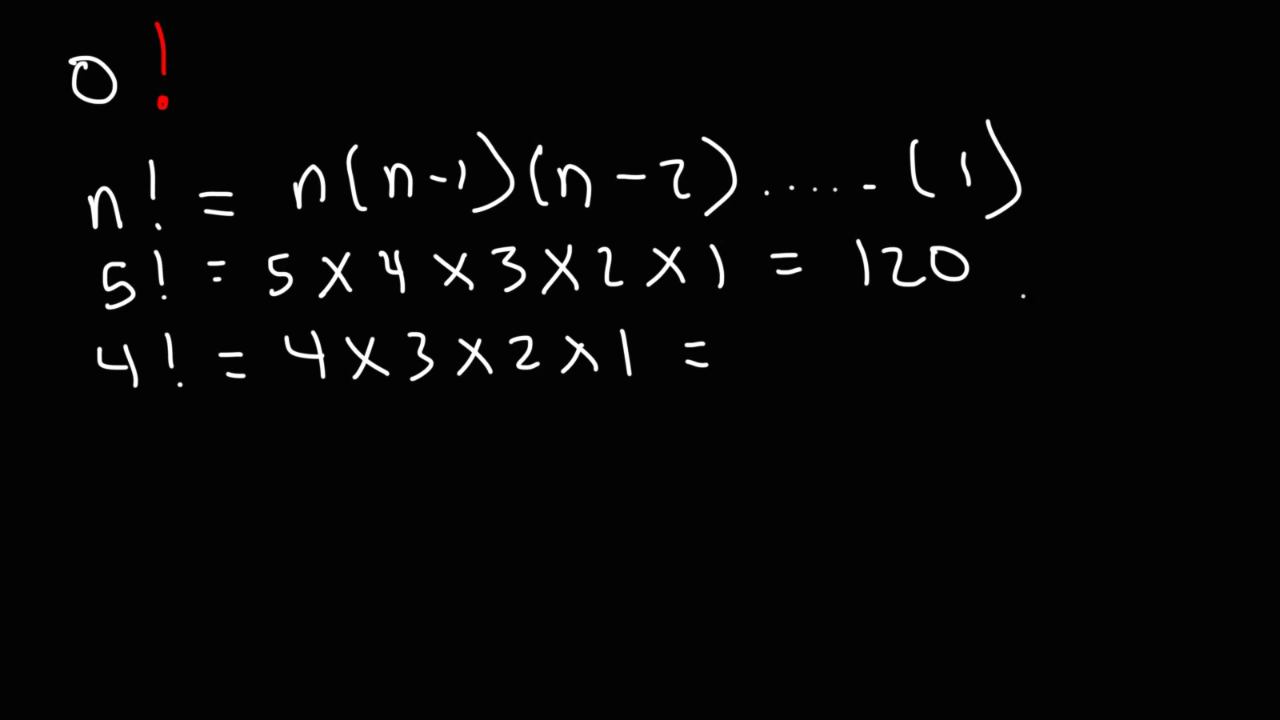 0!
n! = n(n-1)(n-2).....-(1)
5! = 5 x 4 x 3 x 2 x 1 = 120
4! = 4 x 3 x 2 x 1 =